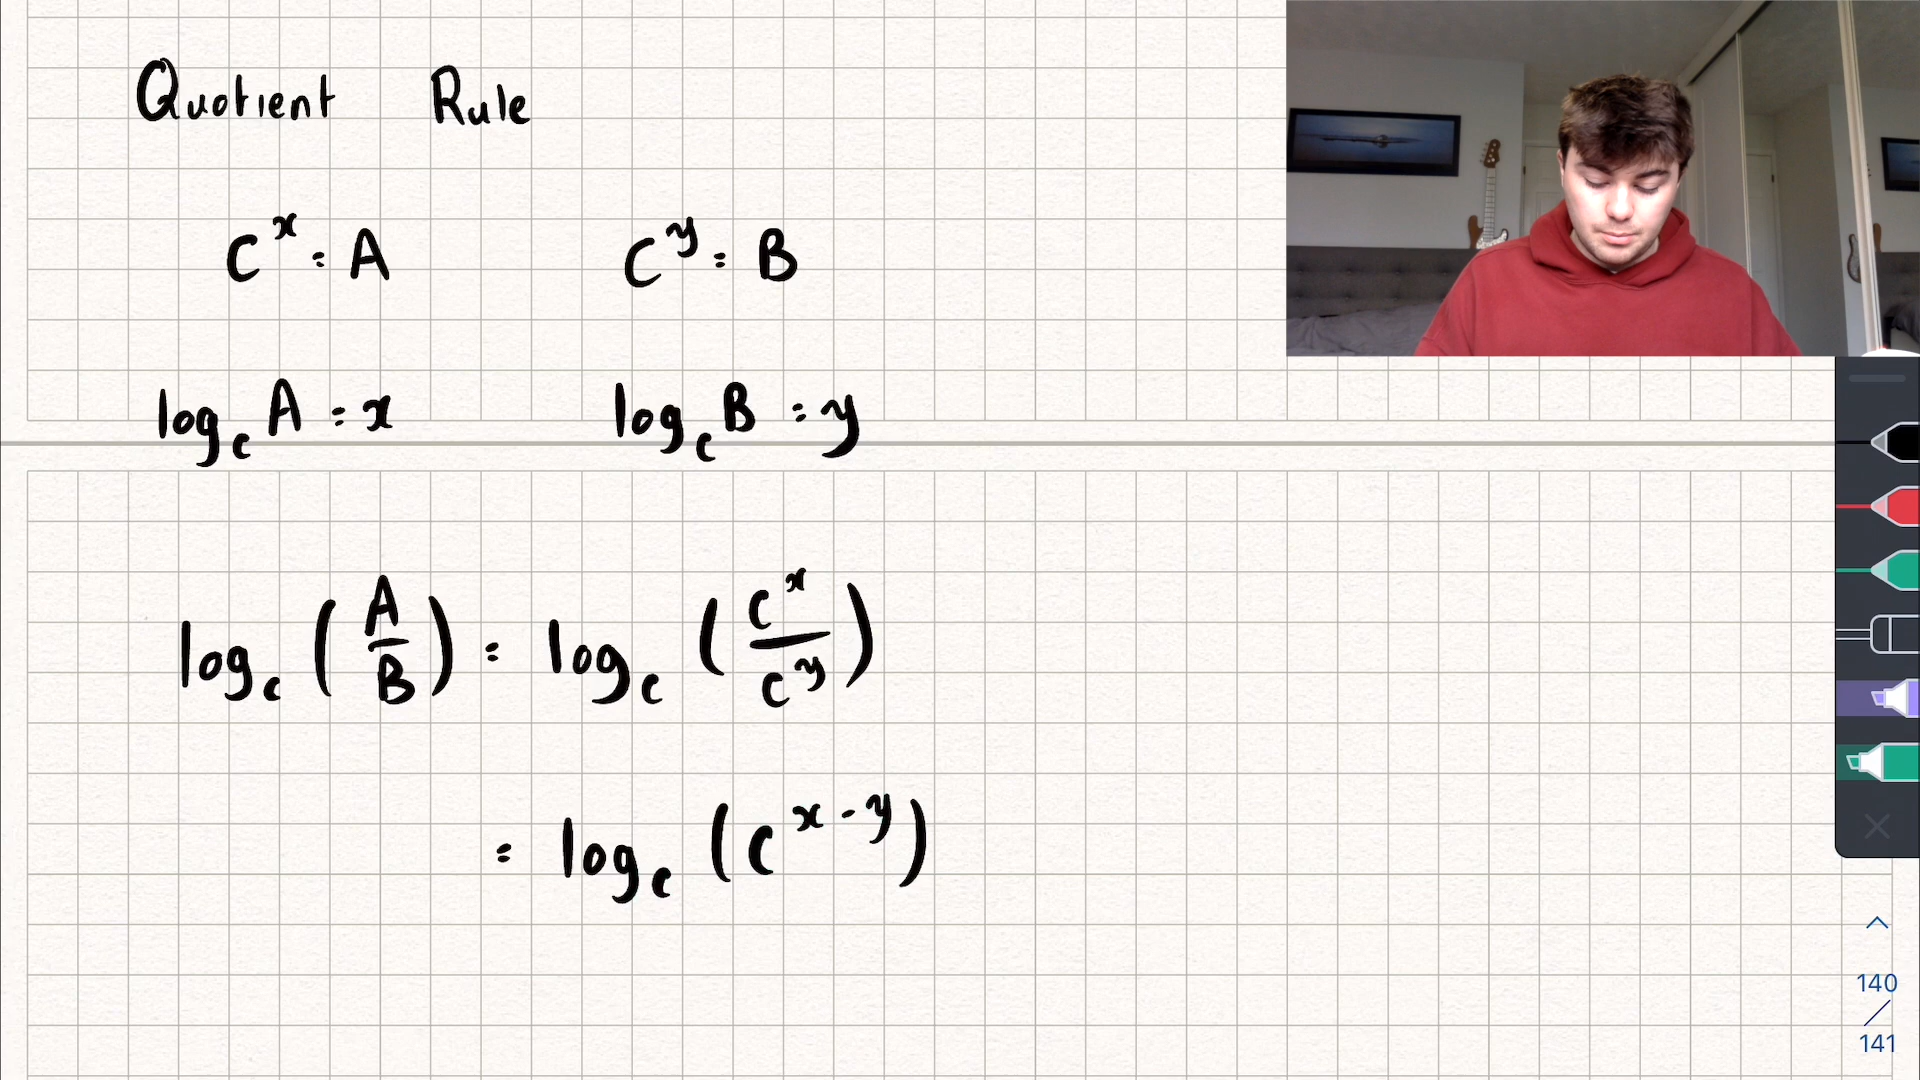 Quotient Rule
c^x = A    c^y = B
log_c A = x    log_c B = y
log_c (A/B) = log_c (c^x/c^y)
= log_c (c^(x-y))
140
/
141